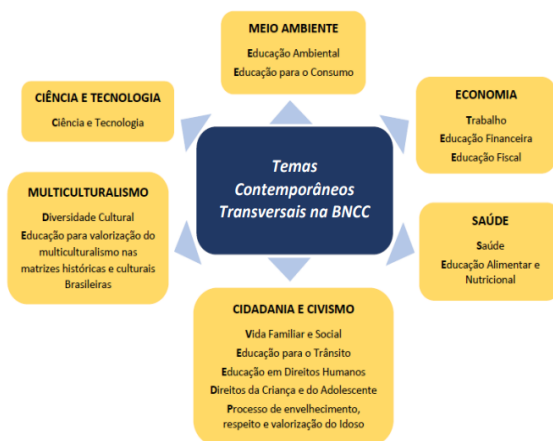 MEIO AMBIENTE
Educação Ambiental
Educação para o Consumo
CIÊNCIA E TECNOLOGIA
Ciência e Tecnologia
ECONOMIA
Trabalho
Educação Financeira
Educação Fiscal
Temas
Contemporâneos
Transversais na BNCC
MULTICULTURALISMO
Diversidade Cultural
Educação para valorização do
multiculturalismo nas
matrizes históricas e culturais
Brasileiras
SAÚDE
Saúde
Educação Alimentar e
Nutricional
CIDADANIA E CIVISMO
Vida Familiar e Social
Educação para o Trânsito
Educação em Direitos Humanos
Direitos da Criança e do Adolescente
Processo de envelhecimento,
respeito e valorização do Idoso